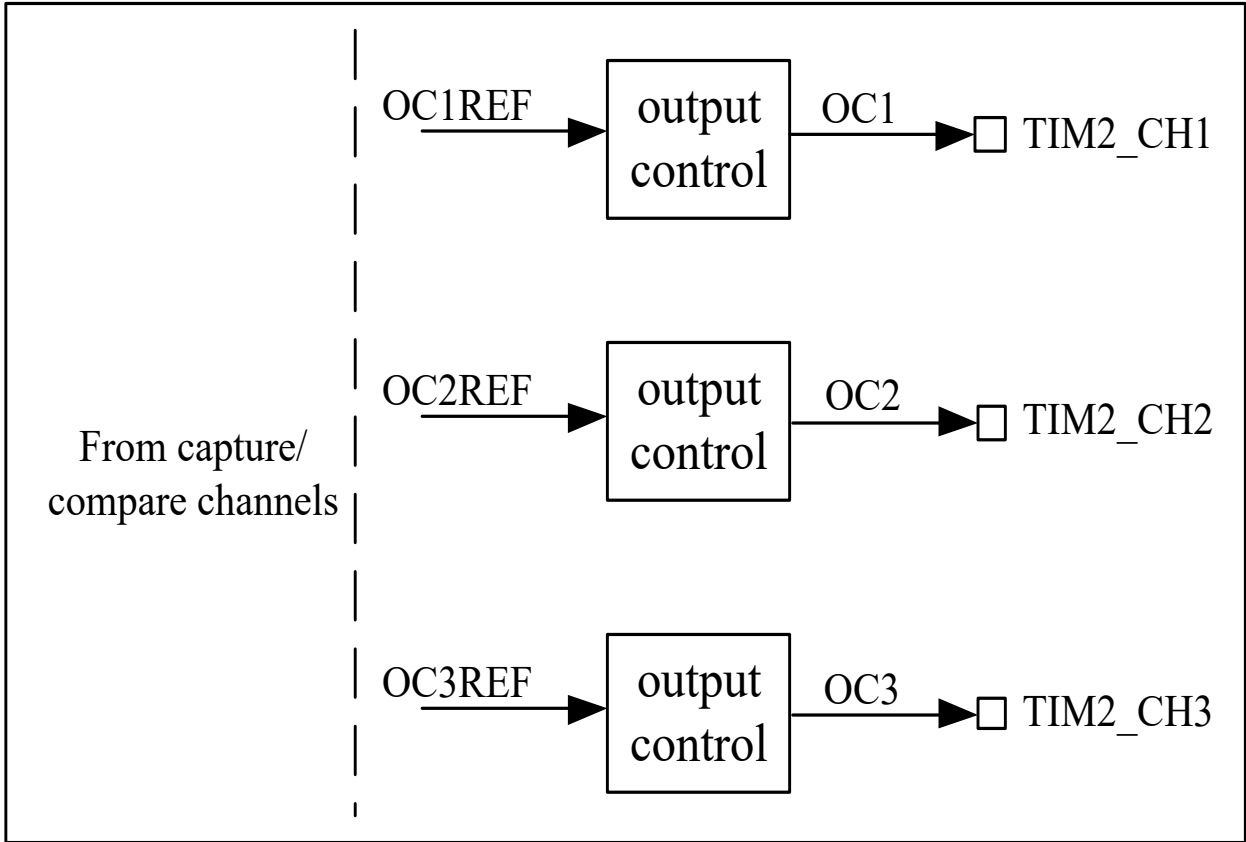 OC1REF
output
control
OC1
TIM2_CH1
OC2REF
output
control
OC2
TIM2_CH2
From capture/
compare channels
OC3REF
output
control
OC3
TIM2_CH3